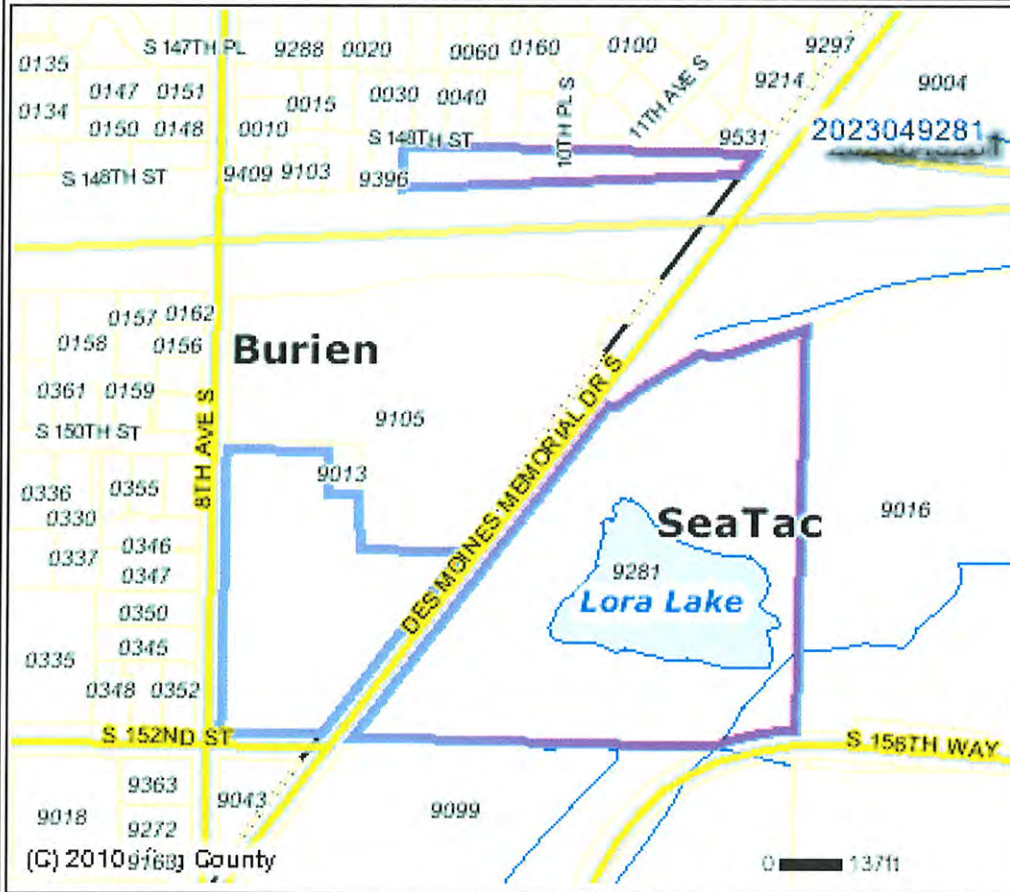 S 147TH PL 9288 0020 0060 0160 0100 9297
0135
0147 0151 9214 9004
0134 0015 0030 0040
0150 0148 0010 S 148TH ST 10TH PL S 11TH AVE S 9531 2023049281
S 148TH ST 9409 9103 9396
0157 0162
0158 0156 Burien
0361 0159 9105
S 150TH ST 8TH AVE S DES MOINES MEMORIAL DR S
0336 0355 9013
0330 SeaTac 9016
0337 0346
0347 9281
0350 Lora Lake
0345
0335
0348 0352
S 152ND ST S 156TH WAY
9363
9043 9099
9018 9272
9168
(C) 2010 King County 0 137ft